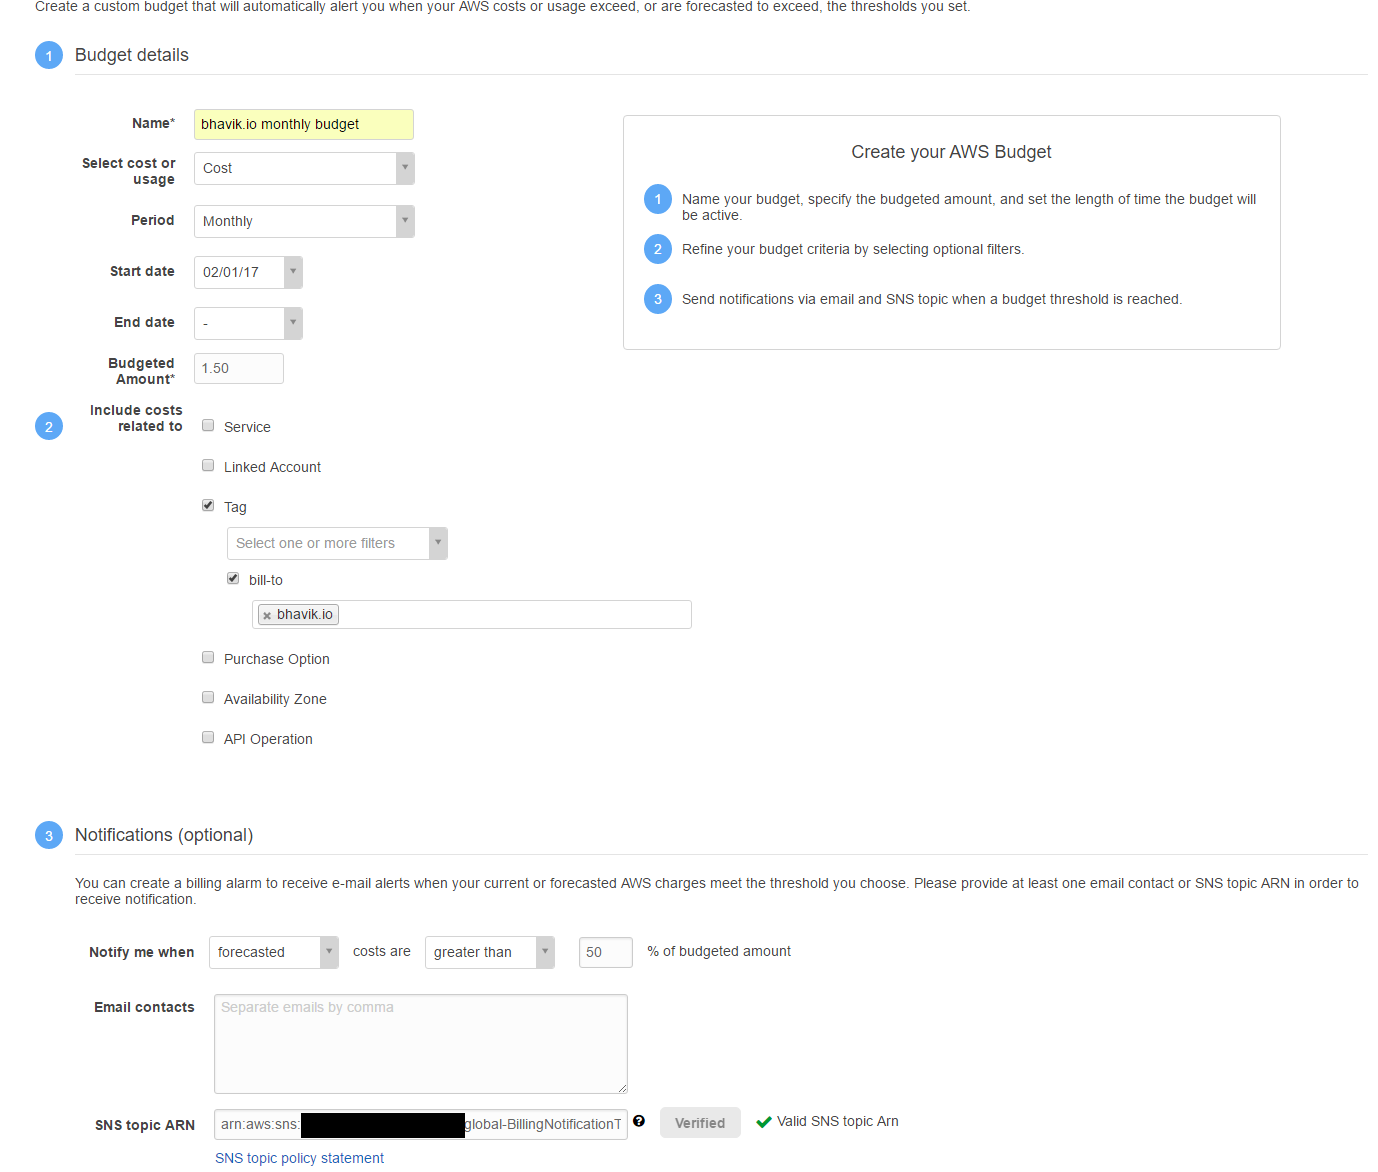 Create a custom budget that will automatically alert you when your AWS costs or usage exceed, or are forecasted to exceed, the thresholds you set.
1 Budget details
Name* bhavik.io monthly budget
Select cost or
usage
Cost
Period Monthly
Start date 02/01/17
End date -
Budgeted
Amount*
1.50
Create your AWS Budget
1 Name your budget, specify the budgeted amount, and set the length of time the budget will
be active.
2 Refine your budget criteria by selecting optional filters.
3 Send notifications via email and SNS topic when a budget threshold is reached.
2 Include costs
related to
Service
Linked Account
Tag
Select one or more filters
bill-to
× bhavik.io
Purchase Option
Availability Zone
API Operation
3 Notifications (optional)
You can create a billing alarm to receive e-mail alerts when your current or forecasted AWS charges meet the threshold you choose. Please provide at least one email contact or SNS topic ARN in order to
receive notification.
Notify me when forecasted costs are greater than 50 % of budgeted amount
Email contacts Separate emails by comma
SNS topic ARN arn:aws:sns: global-BillingNotificationT ? Verified Valid SNS topic Arn
SNS topic policy statement